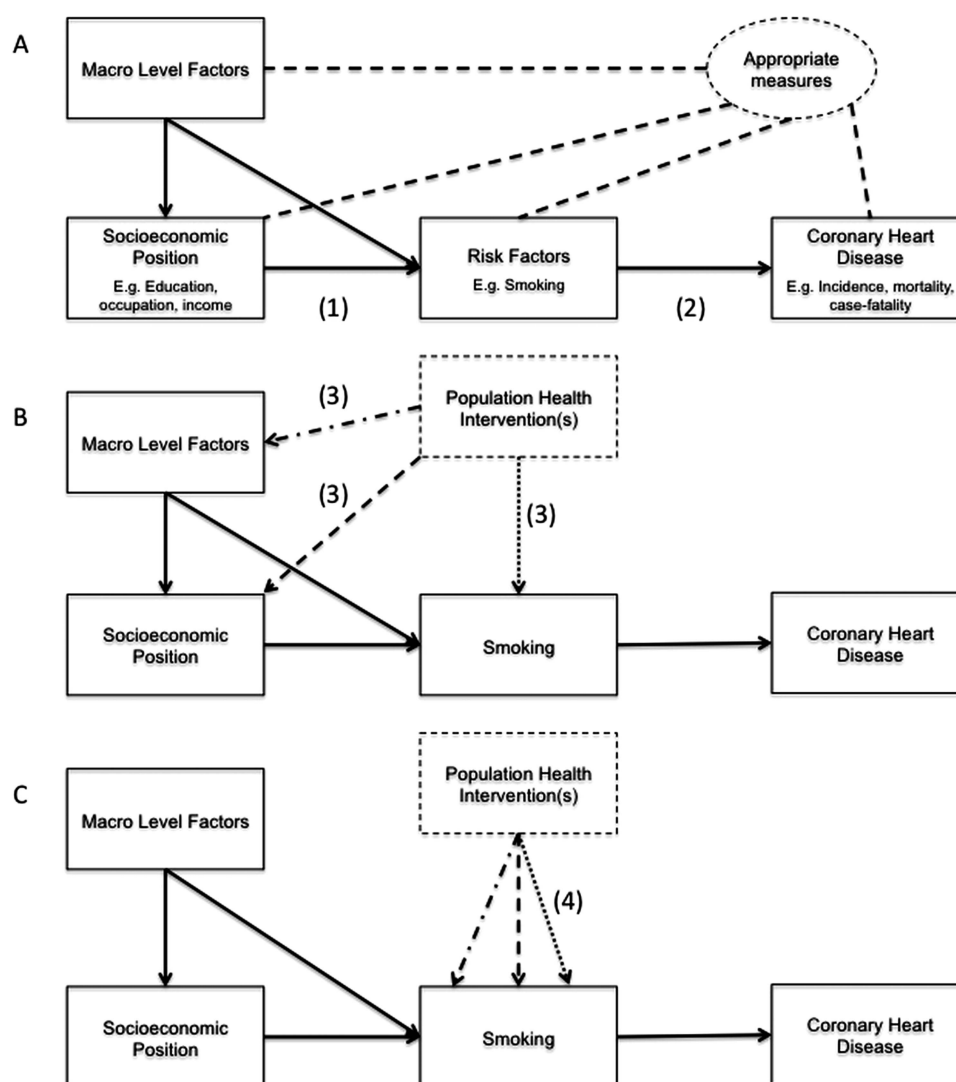 A
Macro Level Factors
Appropriate
measures
Socioeconomic
Position
E.g. Education,
occupation, income
Risk Factors
E.g. Smoking
Coronary Heart
Disease
E.g. Incidence, mortality,
case-fatality
(1)
(2)
B
Macro Level Factors
Population Health
Intervention(s)
(3)
(3)
(3)
Socioeconomic
Position
Smoking
Coronary Heart
Disease
C
Macro Level Factors
Population Health
Intervention(s)
(4)
Socioeconomic
Position
Smoking
Coronary Heart
Disease